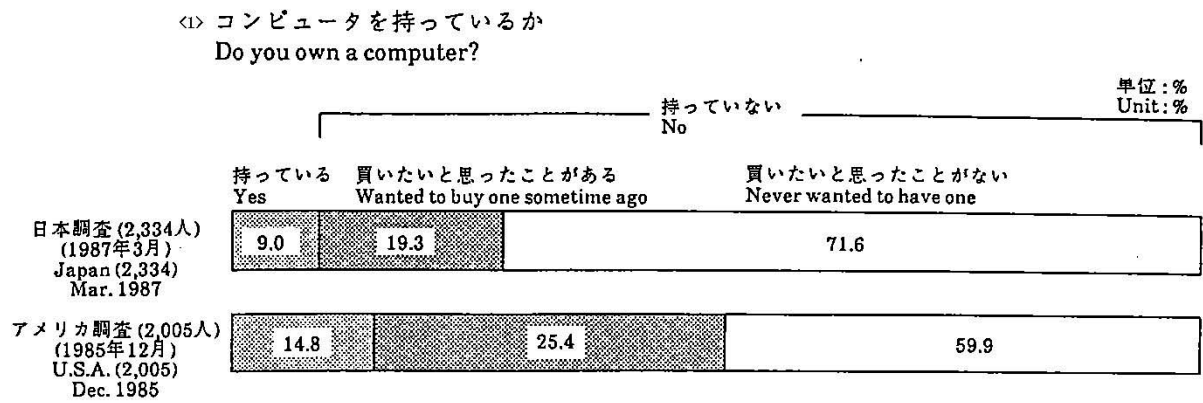 〈1〉 コンピュータを持っているか
Do you own a computer?
単位:%
Unit:%
持っていない
No
持っている
Yes
買いたいと思ったことがある
Wanted to buy one sometime ago
買いたいと思ったことがない
Never wanted to have one
日本調査(2,334人)
(1987年3月)
Japan(2,334)
Mar. 1987
9.0
19.3
71.6
アメリカ調査(2,005人)
(1985年12月)
U.S.A.(2,005)
Dec. 1985
14.8
25.4
59.9